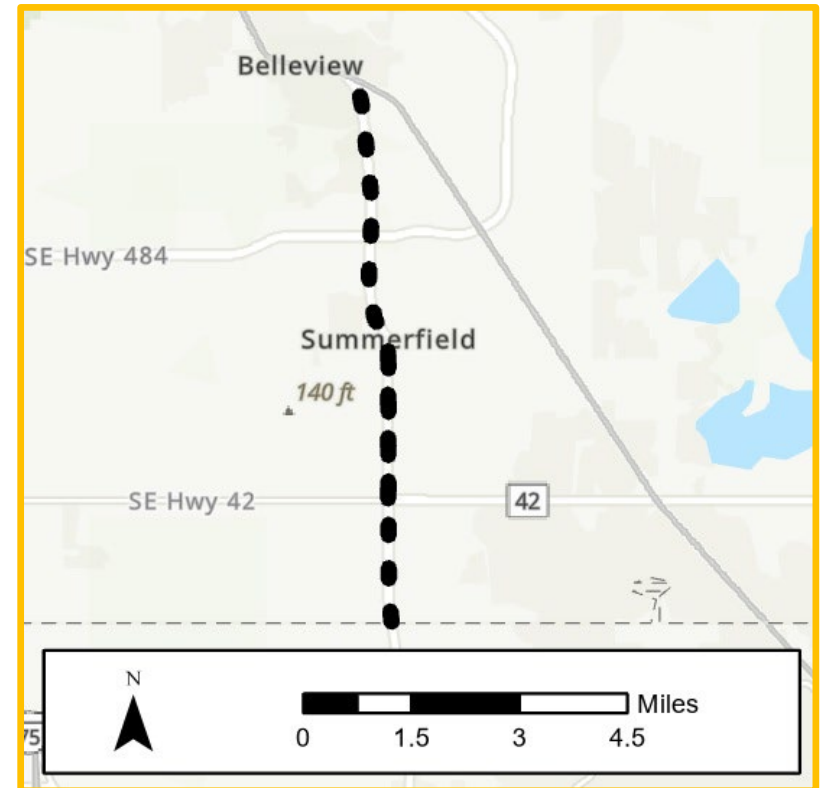 Belleview
SE Hwy 484
Summerfield
140 ft
SE Hwy 42
42
N
Miles
0 1.5 3 4.5
75